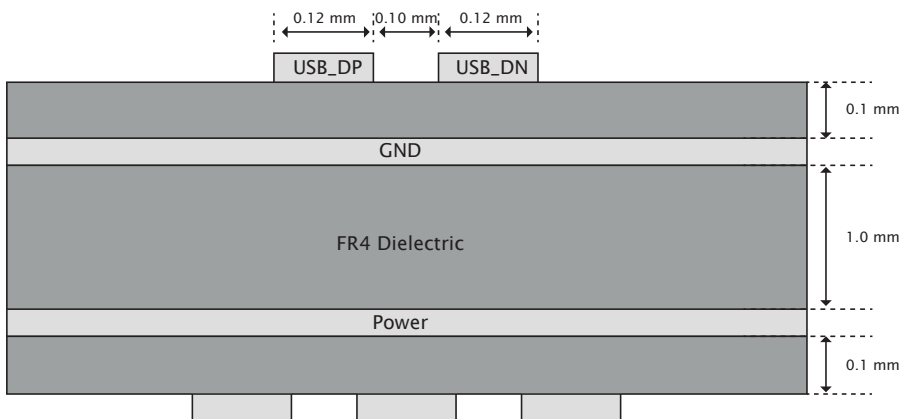 0.12 mm 0.10 mm 0.12 mm
USB_DP USB_DN
0.1 mm
GND
FR4 Dielectric
1.0 mm
Power
0.1 mm